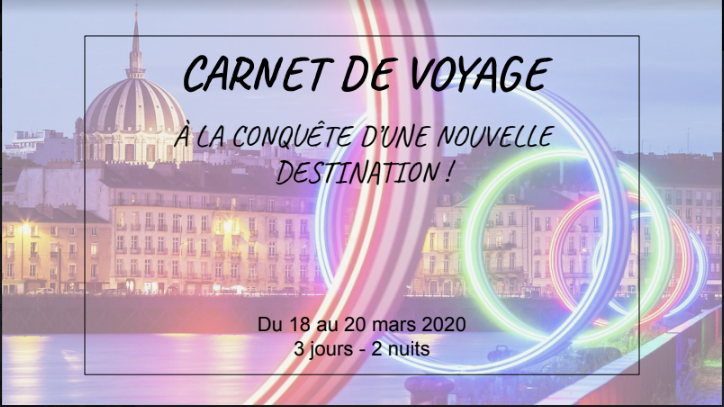 CARNET DE VOYAGE
À LA CONQUÊTE D'UNE NOUVELLE
DESTINATION !
Du 18 au 20 mars 2020
3 jours - 2 nuits